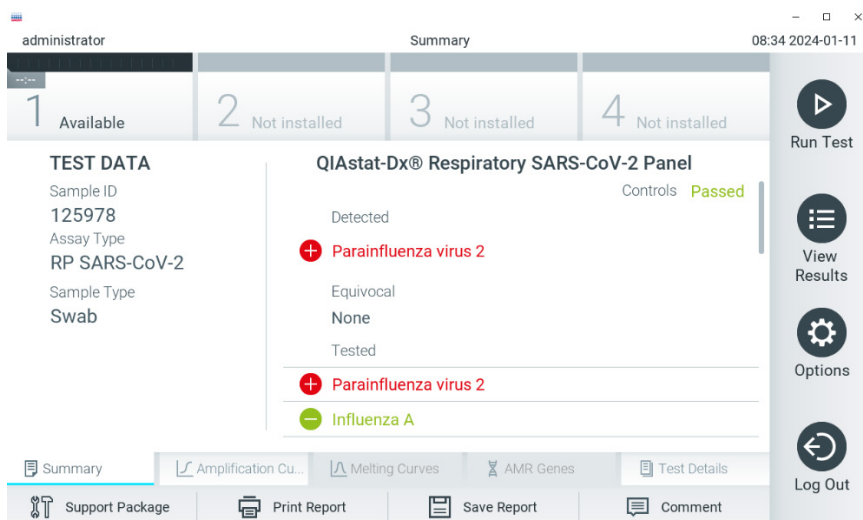 administrator Summary 08:34 2024-01-11
--:--
1 Available 2 Not installed 3 Not installed 4 Not installed
Run Test
TEST DATA
Sample ID
125978
Assay Type
RP SARS-CoV-2
Sample Type
Swab
QIAstat-Dx® Respiratory SARS-CoV-2 Panel
Controls Passed
Detected
Parainfluenza virus 2
Equivocal
None
Tested
Parainfluenza virus 2
Influenza A
View
Results
Options
Log Out
Summary Amplification Cu... Melting Curves AMR Genes Test Details
Support Package Print Report Save Report Comment